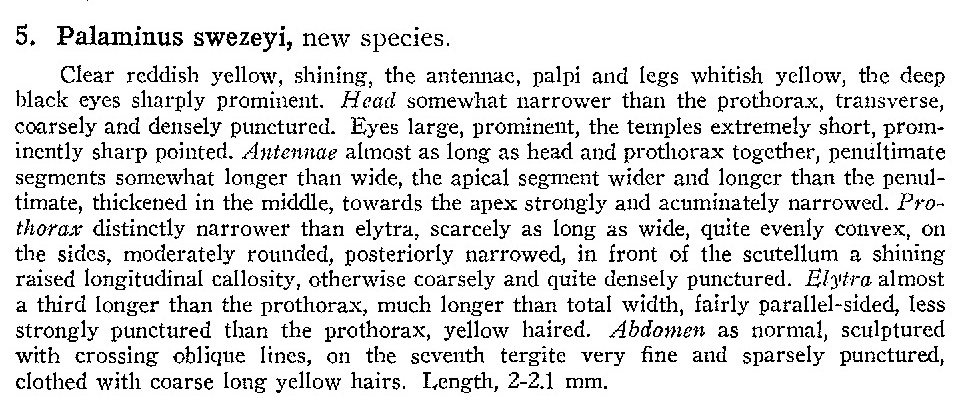 5. Palaminus swezeyi, new species.
Clear reddish yellow, shining, the antennae, palpi and legs whitish yellow, the deep
black eyes sharply prominent. Head somewhat narrower than the prothorax, transverse,
coarsely and densely punctured. Eyes large, prominent, the temples extremely short, prom-
inently sharp pointed. Antennae almost as long as head and prothorax together, penultimate
segments somewhat longer than wide, the apical segment wider and longer than the penul-
timate, thickened in the middle, towards the apex strongly and acuminately narrowed. Pro-
thorax distinctly narrower than elytra, scarcely as long as wide, quite evenly convex, on
the sides, moderately rounded, posteriorly narrowed, in front of the scutellum a shining
raised longitudinal callosity, otherwise coarsely and quite densely punctured. Elytra almost
a third longer than the prothorax, much longer than total width, fairly parallel-sided, less
strongly punctured than the prothorax, yellow haired. Abdomen as normal, sculptured
with crossing oblique lines, on the seventh tergite very fine and sparsely punctured,
clothed with coarse long yellow hairs. Length, 2-2.1 mm.